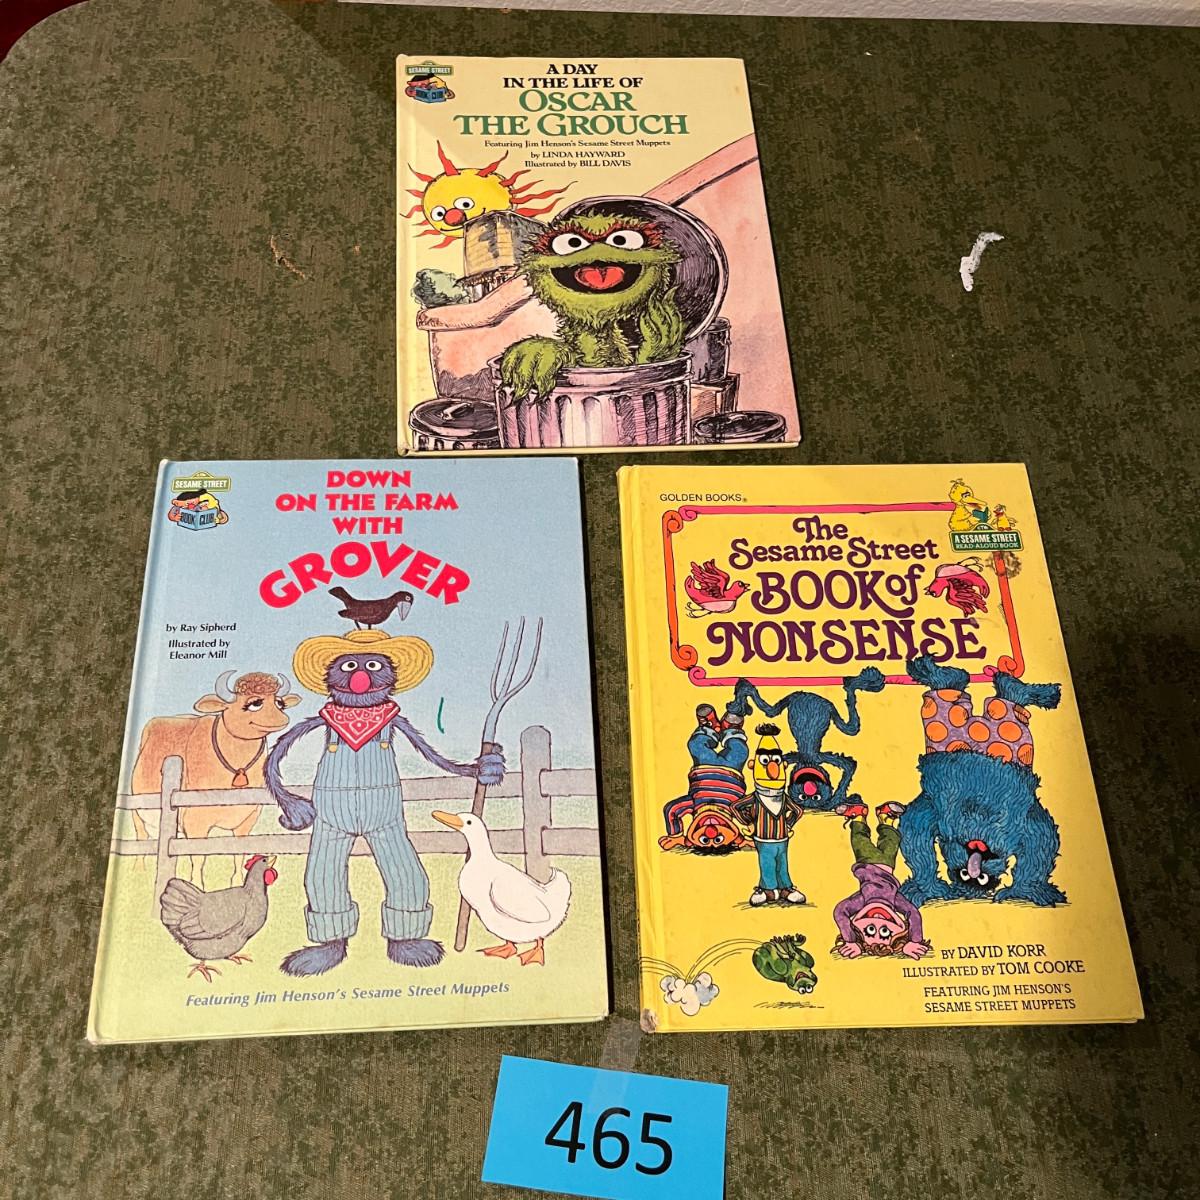 SESAME STREET
BOOK CLUB
A DAY
IN THE LIFE OF
OSCAR
THE GROUCH
Featuring Jim Henson's Sesame Street Muppets
by LINDA HAYWARD
Illustrated by BILL DAVIS
SESAME STREET
BOOK CLUB
DOWN
ON THE FARM
WITH
GROVER
by Ray Sipherd
Illustrated by
Eleanor Mill
Featuring Jim Henson's Sesame Street Muppets
GOLDEN BOOKS®
The
Sesame Street
BOOK of
NONSENSE
CTW
A SESAME STREET
READ-ALOUD BOOK
BY DAVID KORR
ILLUSTRATED BY TOM COOKE
FEATURING JIM HENSON'S
SESAME STREET MUPPETS
465